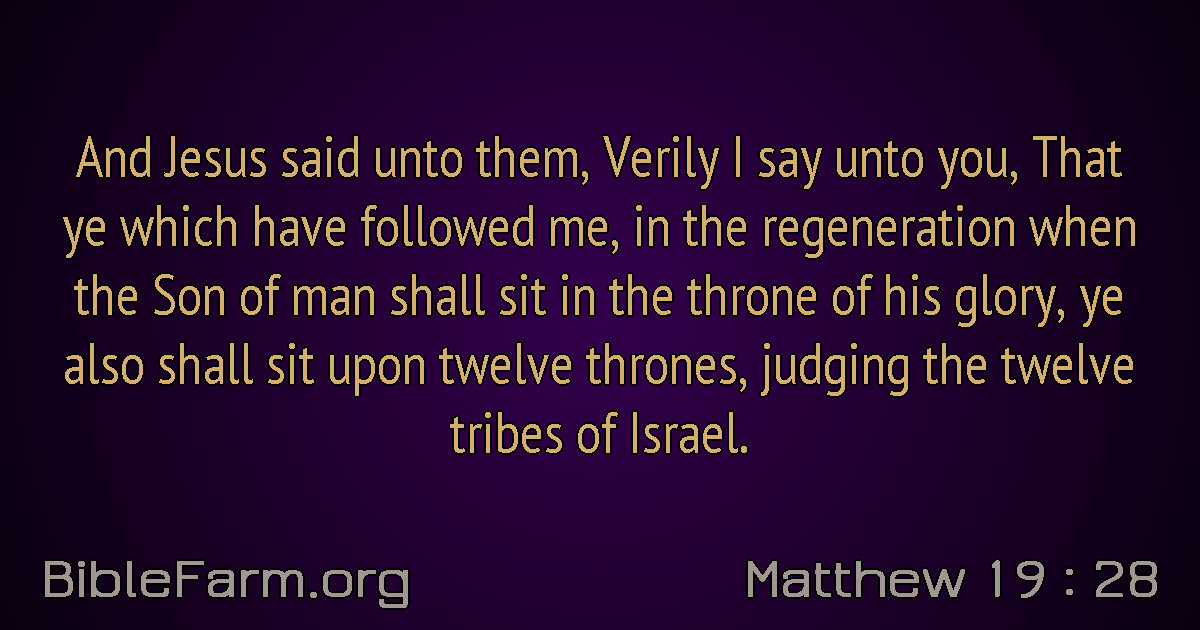 And Jesus said unto them, Verily I say unto you, That
ye which have followed me, in the regeneration when
the Son of man shall sit in the throne of his glory, ye
also shall sit upon twelve thrones, judging the twelve
tribes of Israel.
BibleFarm.org
Matthew 19 : 28